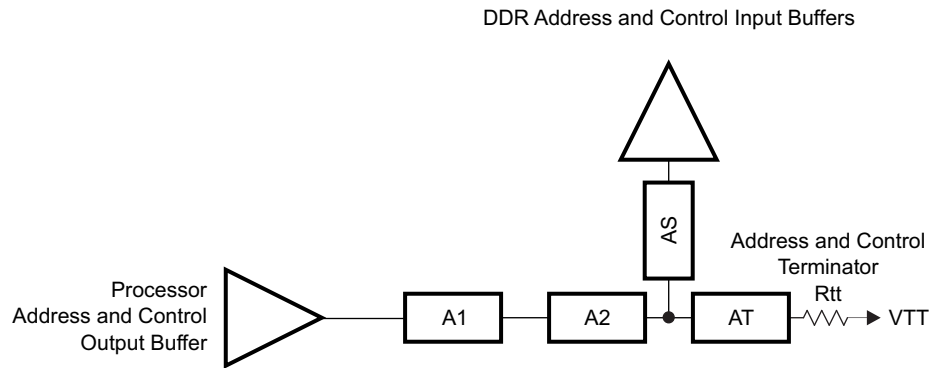 DDR Address and Control Input Buffers
AS
Address and Control
Terminator
Rtt
Processor
Address and Control
Output Buffer
A1
A2
AT
VTT